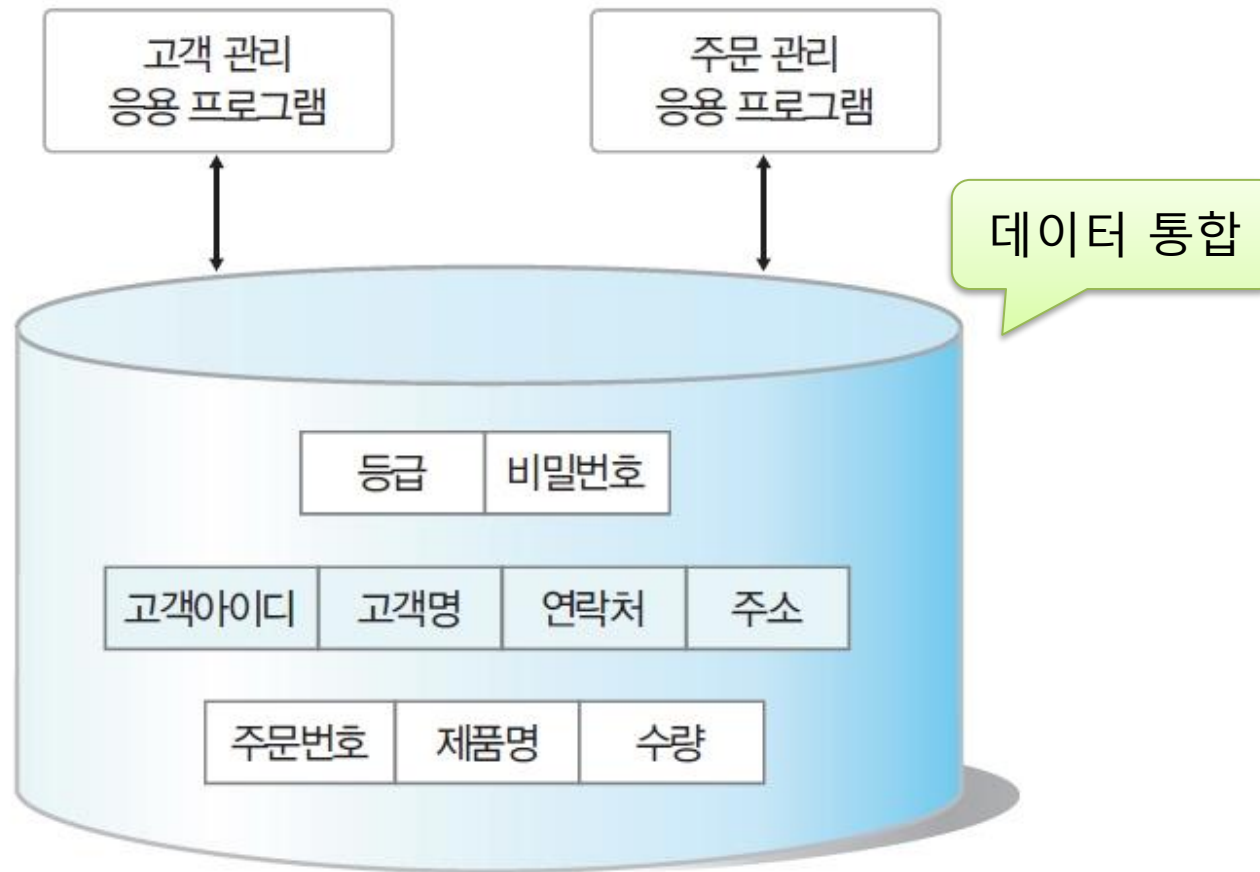 고객 관리
응용 프로그램
주문 관리
응용 프로그램
데이터 통합
등급 비밀번호
고객아이디 고객명 연락처 주소
주문번호 제품명 수량